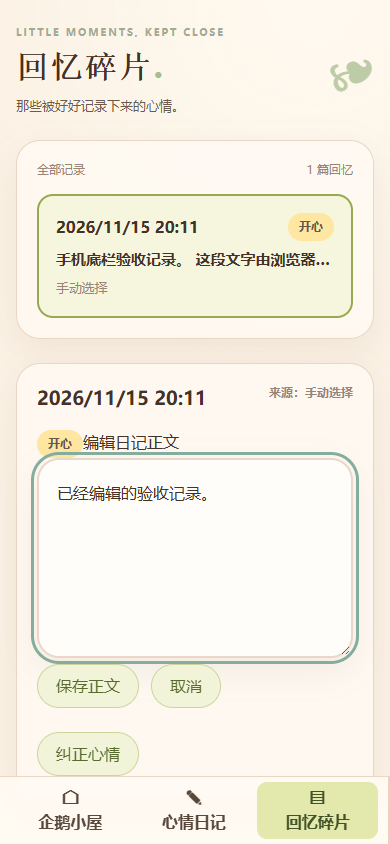 LITTLE MOMENTS, KEPT CLOSE
回忆碎片.
那些被好好记录下来的心情。
全部记录
1 篇回忆
2026/11/15 20:11
开心
手机底栏验收记录。 这段文字由浏览器...
手动选择
2026/11/15 20:11
来源：手动选择
开心
编辑日记正文
已经编辑的验收记录。
保存正文
取消
纠正心情
企鹅小屋
心情日记
回忆碎片